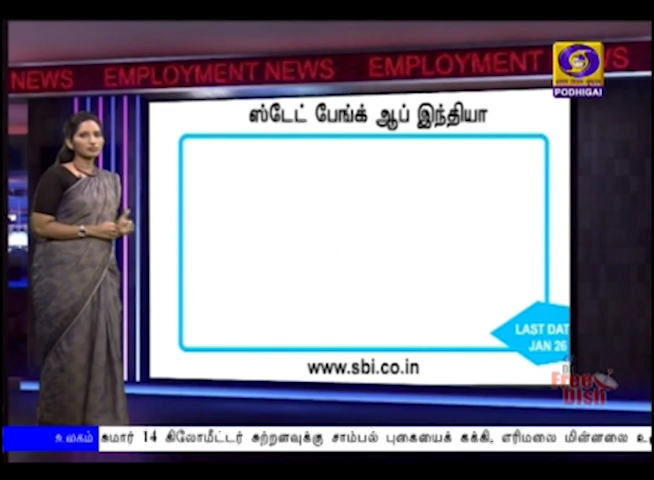 NEWS EMPLOYMENT NEWS EMPLOYMENT NEWS
PODHIGAI
ஸ்டேட் பேங்க் ஆப் இந்தியா
LAST DAT
JAN 26
www.sbi.co.in
Free
Dish
உலகம் சுமார் 14 கிலோமீட்டர் சுற்றளவுக்கு சாம்பல் புகையைக் கக்கி, எரிமலை மின்னலை